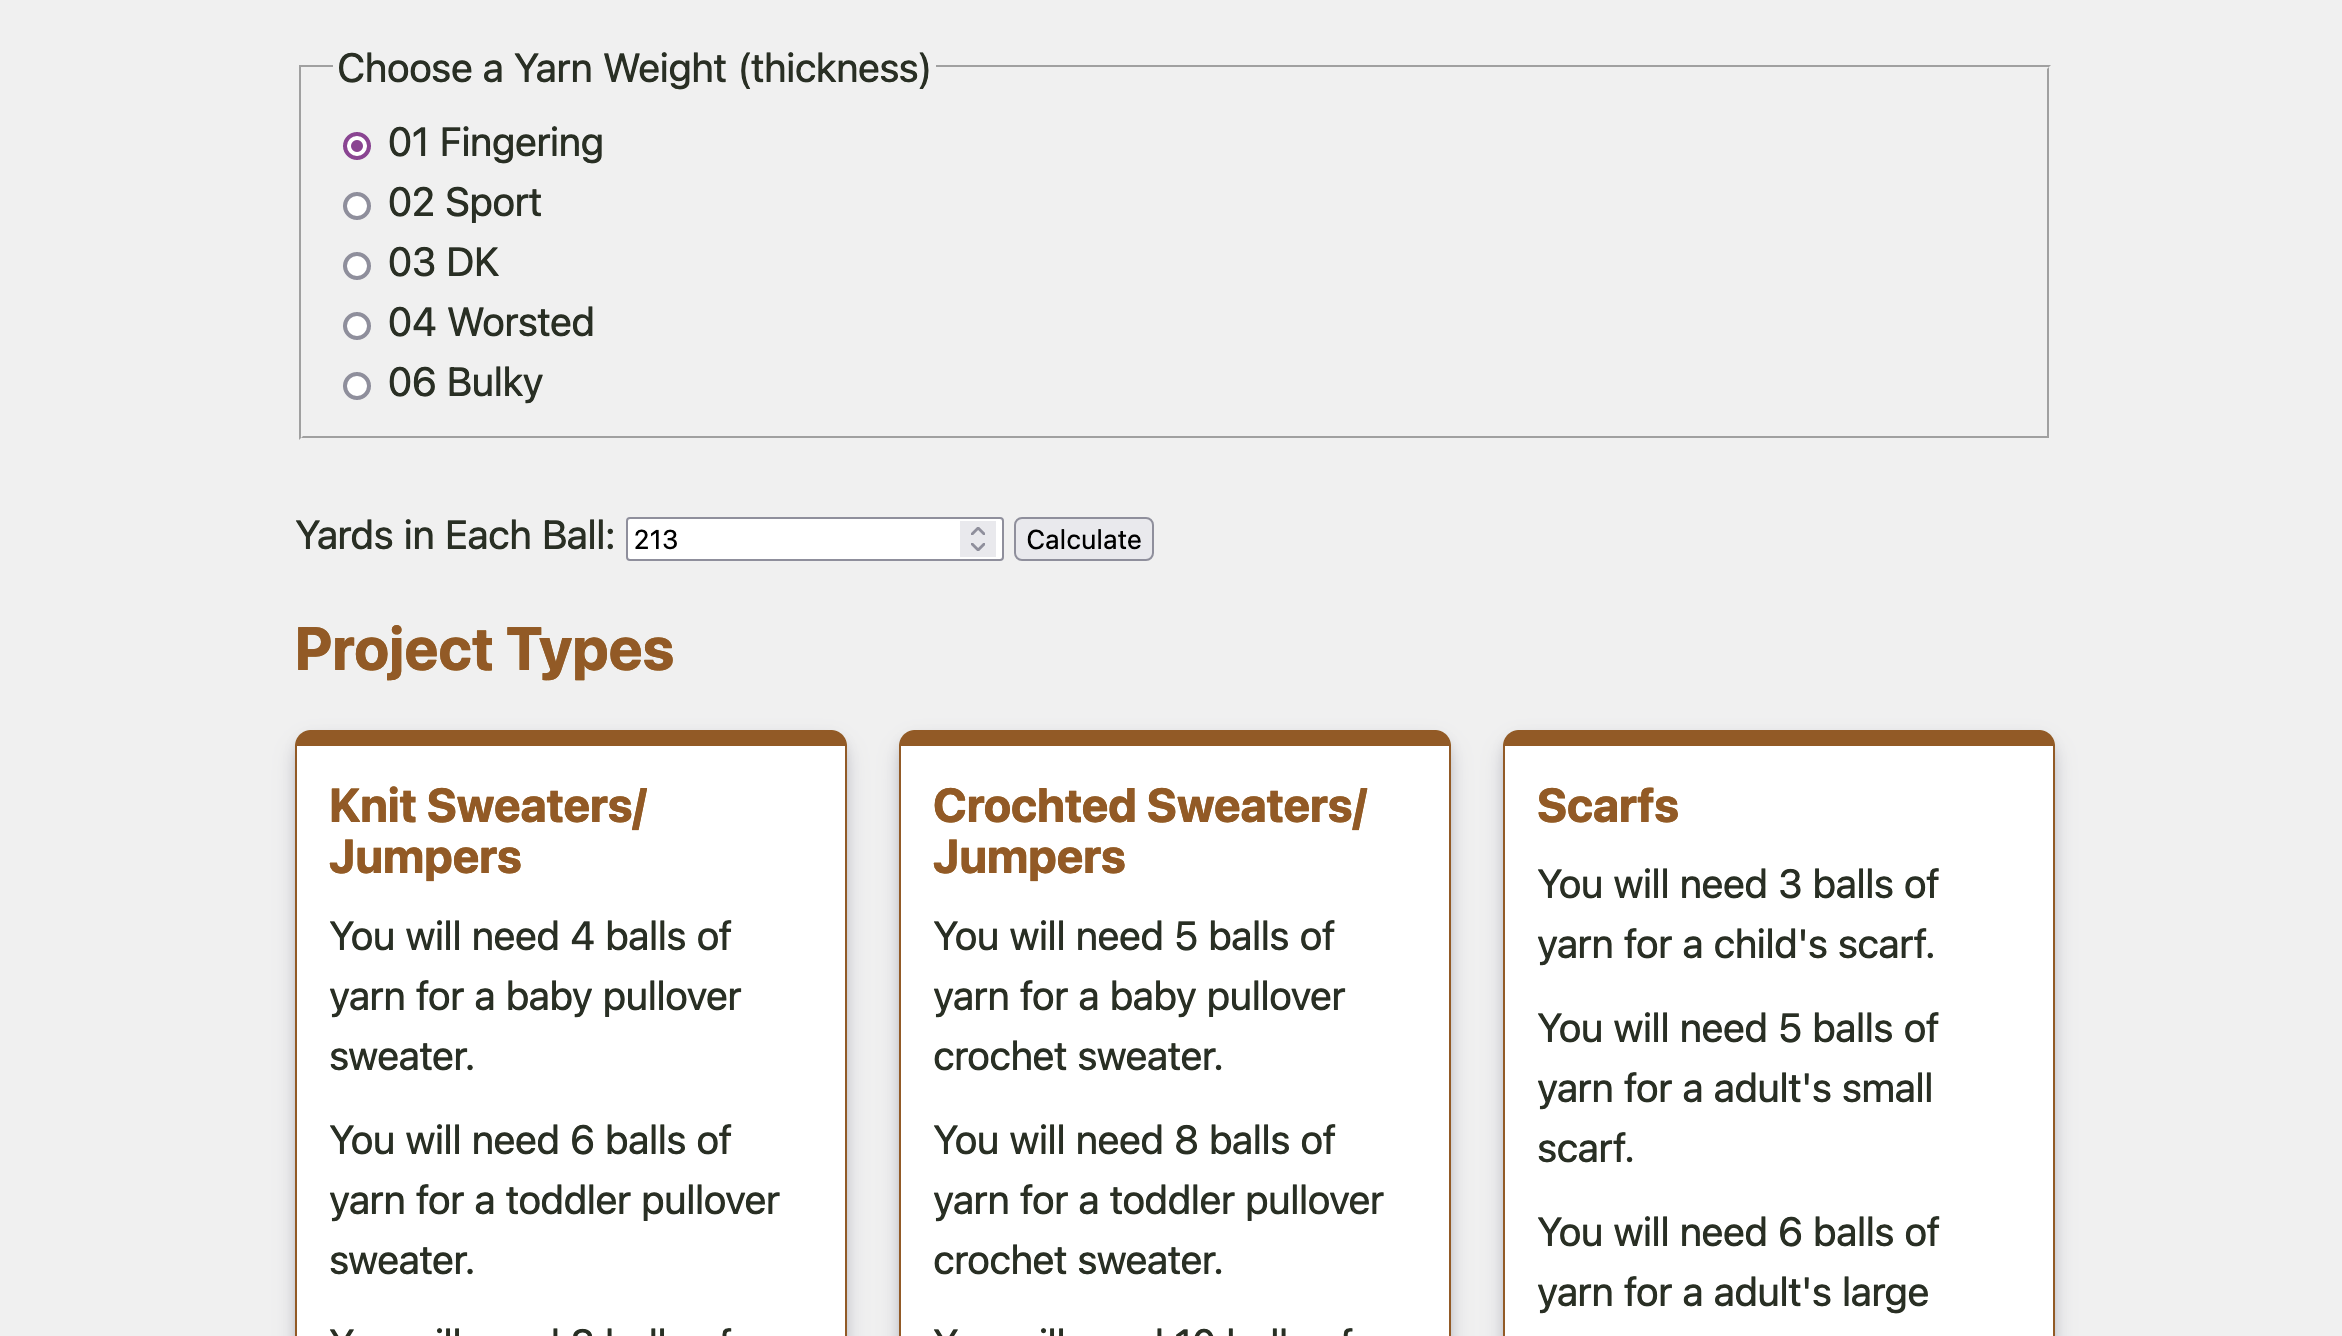 Choose a Yarn Weight (thickness)
01 Fingering
02 Sport
03 DK
04 Worsted
06 Bulky
Yards in Each Ball: 213 Calculate
Project Types
Knit Sweaters/
Jumpers
You will need 4 balls of
yarn for a baby pullover
sweater.
You will need 6 balls of
yarn for a toddler pullover
sweater.
Crochted Sweaters/
Jumpers
You will need 5 balls of
yarn for a baby pullover
crochet sweater.
You will need 8 balls of
yarn for a toddler pullover
crochet sweater.
Scarfs
You will need 3 balls of
yarn for a child's scarf.
You will need 5 balls of
yarn for a adult's small
scarf.
You will need 6 balls of
yarn for a adult's large